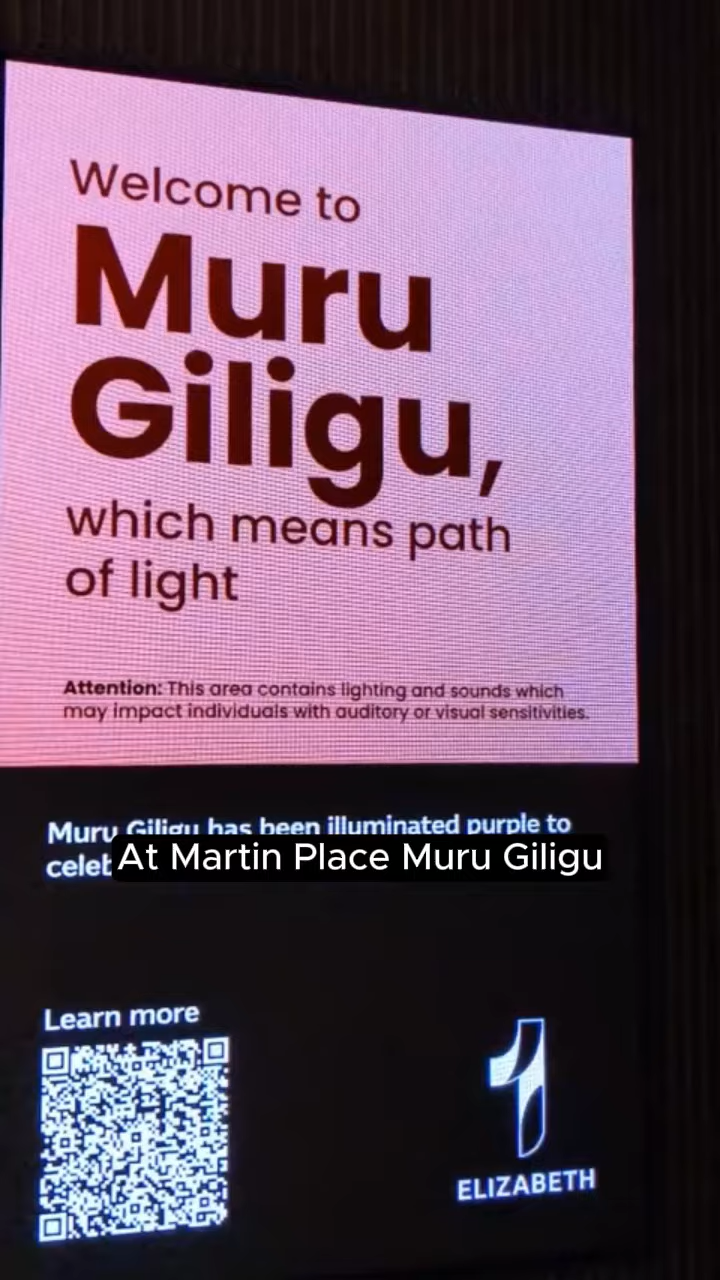 Welcome to
Muru
Giligu,
which means path
of light
Attention: This area contains lighting and sounds which
may impact individuals with auditory or visual sensitivities.
Muru Giligu has been illuminated purple to
At Martin Place Muru Giligu
Learn more
1
ELIZABETH